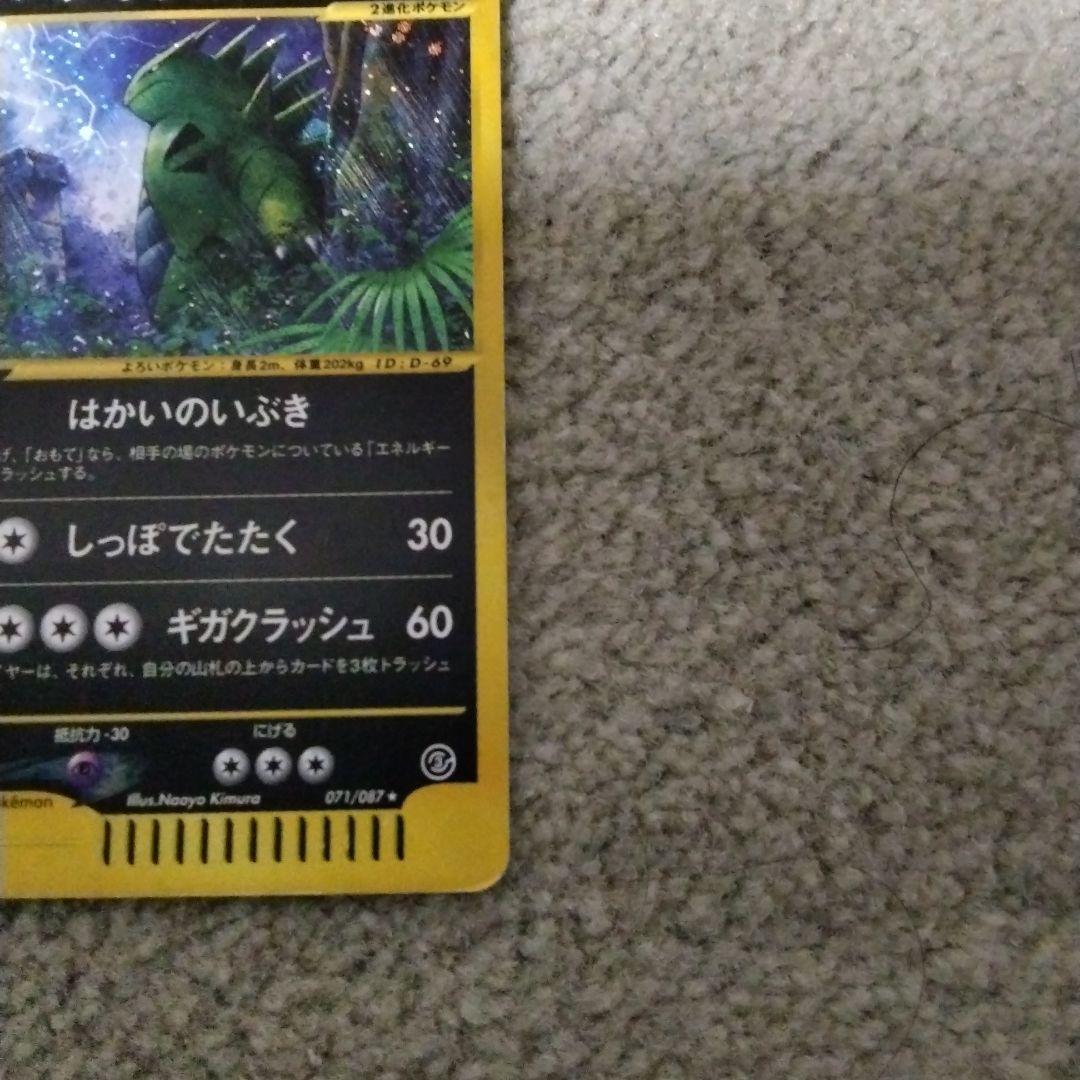 2進化ポケモン
よろいポケモン:身長2m、体重202kg ID:D-69
はかいのいぶき
げ、「おもて」なら、相手の場のポケモンについている「エネルギー
ラッシュする。
しっぽでたたく 30
ギガクラッシュ 60
イヤーは、それぞれ、自分の山札の上からカードを3枚トラッシュ
抵抗力 -30 にげる
kémon Illus.Naoyo Kimura 071/087★